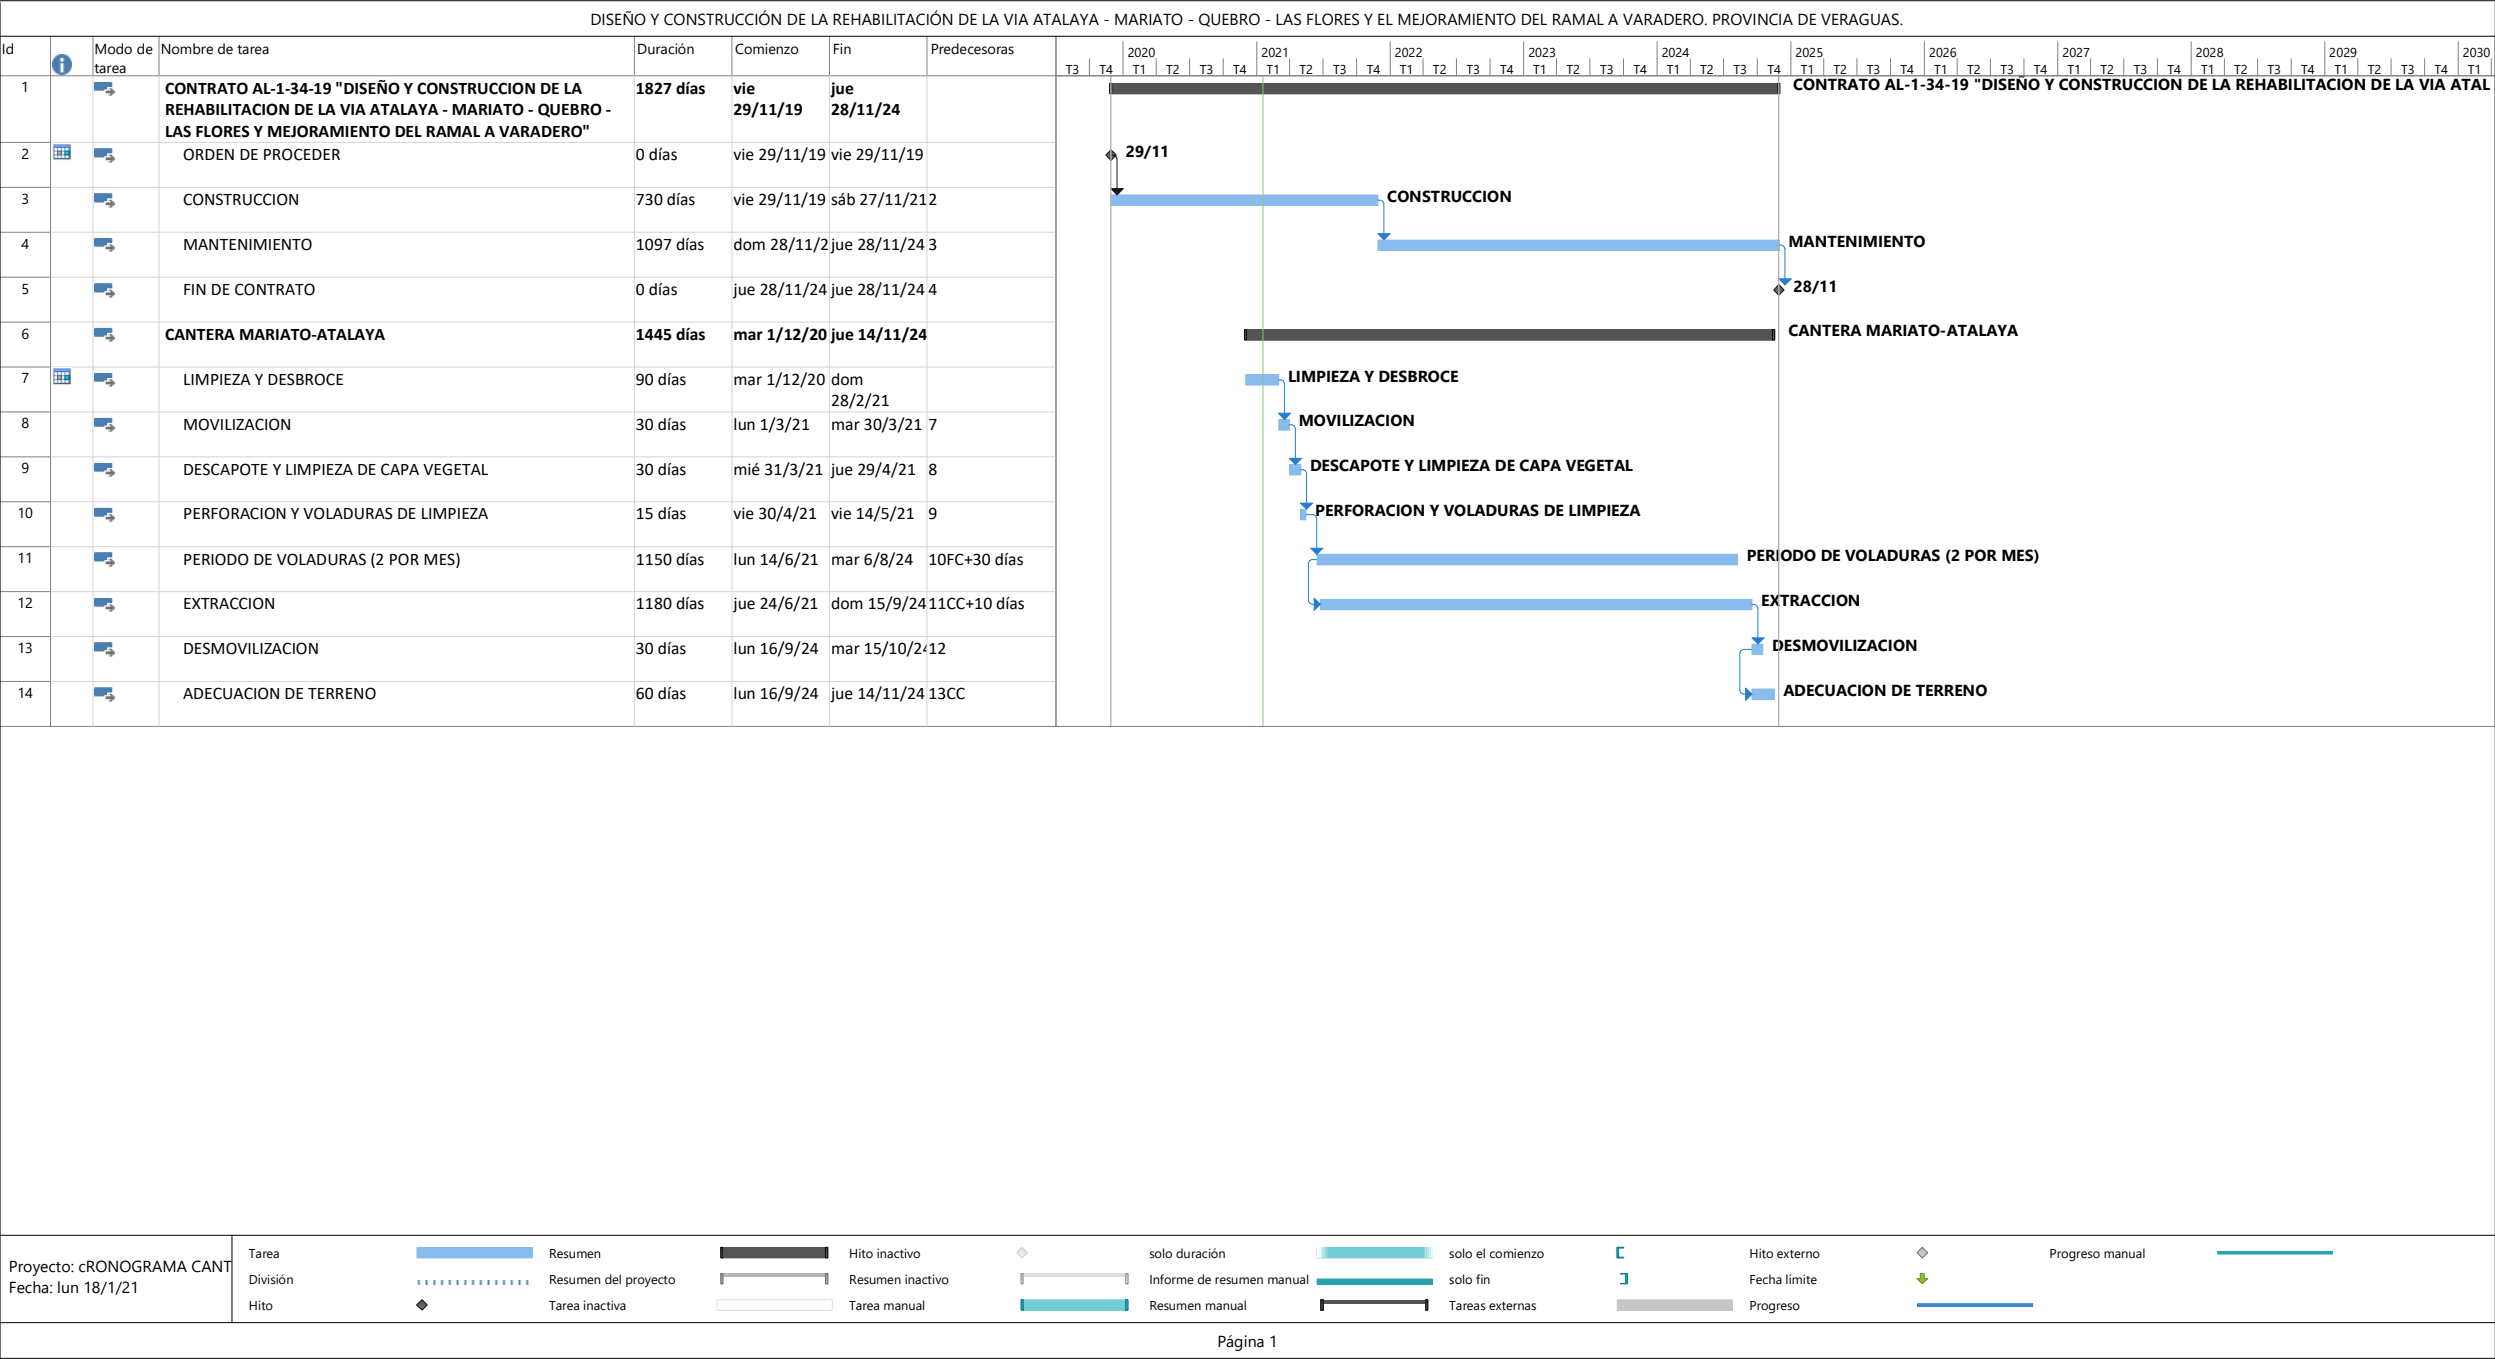 DISEÑO Y CONSTRUCCIÓN DE LA REHABILITACIÓN DE LA VIA ATALAYA - MARIATO - QUEBRO - LAS FLORES Y EL MEJORAMIENTO DEL RAMAL A VARADERO. PROVINCIA DE VERAGUAS.
Id Modo de tarea Nombre de tarea Duración Comienzo Fin Predecesoras
2020 2021 2022 2023 2024 2025 2026 2027 2028 2029 2030
T3 T4 T1 T2 T3 T4 T1 T2 T3 T4 T1 T2 T3 T4 T1 T2 T3 T4 T1 T2 T3 T4 T1 T2 T3 T4 T1 T2 T3 T4 T1 T2 T3 T4 T1 T2 T3 T4 T1 T2 T3 T4 T1
1 CONTRATO AL-1-34-19 "DISEÑO Y CONSTRUCCION DE LA 1827 días vie jue CONTRATO AL-1-34-19 "DISEÑO Y CONSTRUCCION DE LA REHABILITACION DE LA VIA ATAL
REHABILITACION DE LA VIA ATALAYA - MARIATO - QUEBRO - 29/11/19 28/11/24
LAS FLORES Y MEJORAMIENTO DEL RAMAL A VARADERO"
2 ORDEN DE PROCEDER 0 días vie 29/11/19 vie 29/11/19 29/11
3 CONSTRUCCION 730 días vie 29/11/19 sáb 27/11/21 2 CONSTRUCCION
4 MANTENIMIENTO 1097 días dom 28/11/2 jue 28/11/24 3 MANTENIMIENTO
5 FIN DE CONTRATO 0 días jue 28/11/24 jue 28/11/24 4 28/11
6 CANTERA MARIATO-ATALAYA 1445 días mar 1/12/20 jue 14/11/24 CANTERA MARIATO-ATALAYA
7 LIMPIEZA Y DESBROCE 90 días mar 1/12/20 dom LIMPIEZA Y DESBROCE
28/2/21
8 MOVILIZACION 30 días lun 1/3/21 mar 30/3/21 7 MOVILIZACION
9 DESCAPOTE Y LIMPIEZA DE CAPA VEGETAL 30 días mié 31/3/21 jue 29/4/21 8 DESCAPOTE Y LIMPIEZA DE CAPA VEGETAL
10 PERFORACION Y VOLADURAS DE LIMPIEZA 15 días vie 30/4/21 vie 14/5/21 9 PERFORACION Y VOLADURAS DE LIMPIEZA
11 PERIODO DE VOLADURAS (2 POR MES) 1150 días lun 14/6/21 mar 6/8/24 10FC+30 días PERIODO DE VOLADURAS (2 POR MES)
12 EXTRACCION 1180 días jue 24/6/21 dom 15/9/24 11CC+10 días EXTRACCION
13 DESMOVILIZACION 30 días lun 16/9/24 mar 15/10/24 12 DESMOVILIZACION
14 ADECUACION DE TERRENO 60 días lun 16/9/24 jue 14/11/24 13CC ADECUACION DE TERRENO
Proyecto: cRONOGRAMA CANT
Fecha: lun 18/1/21
Tarea Resumen Hito inactivo solo duración solo el comienzo Hito externo Progreso manual
División Resumen del proyecto Resumen inactivo Informe de resumen manual solo fin Fecha límite
Hito Tarea inactiva Tarea manual Resumen manual Tareas externas Progreso
Página 1